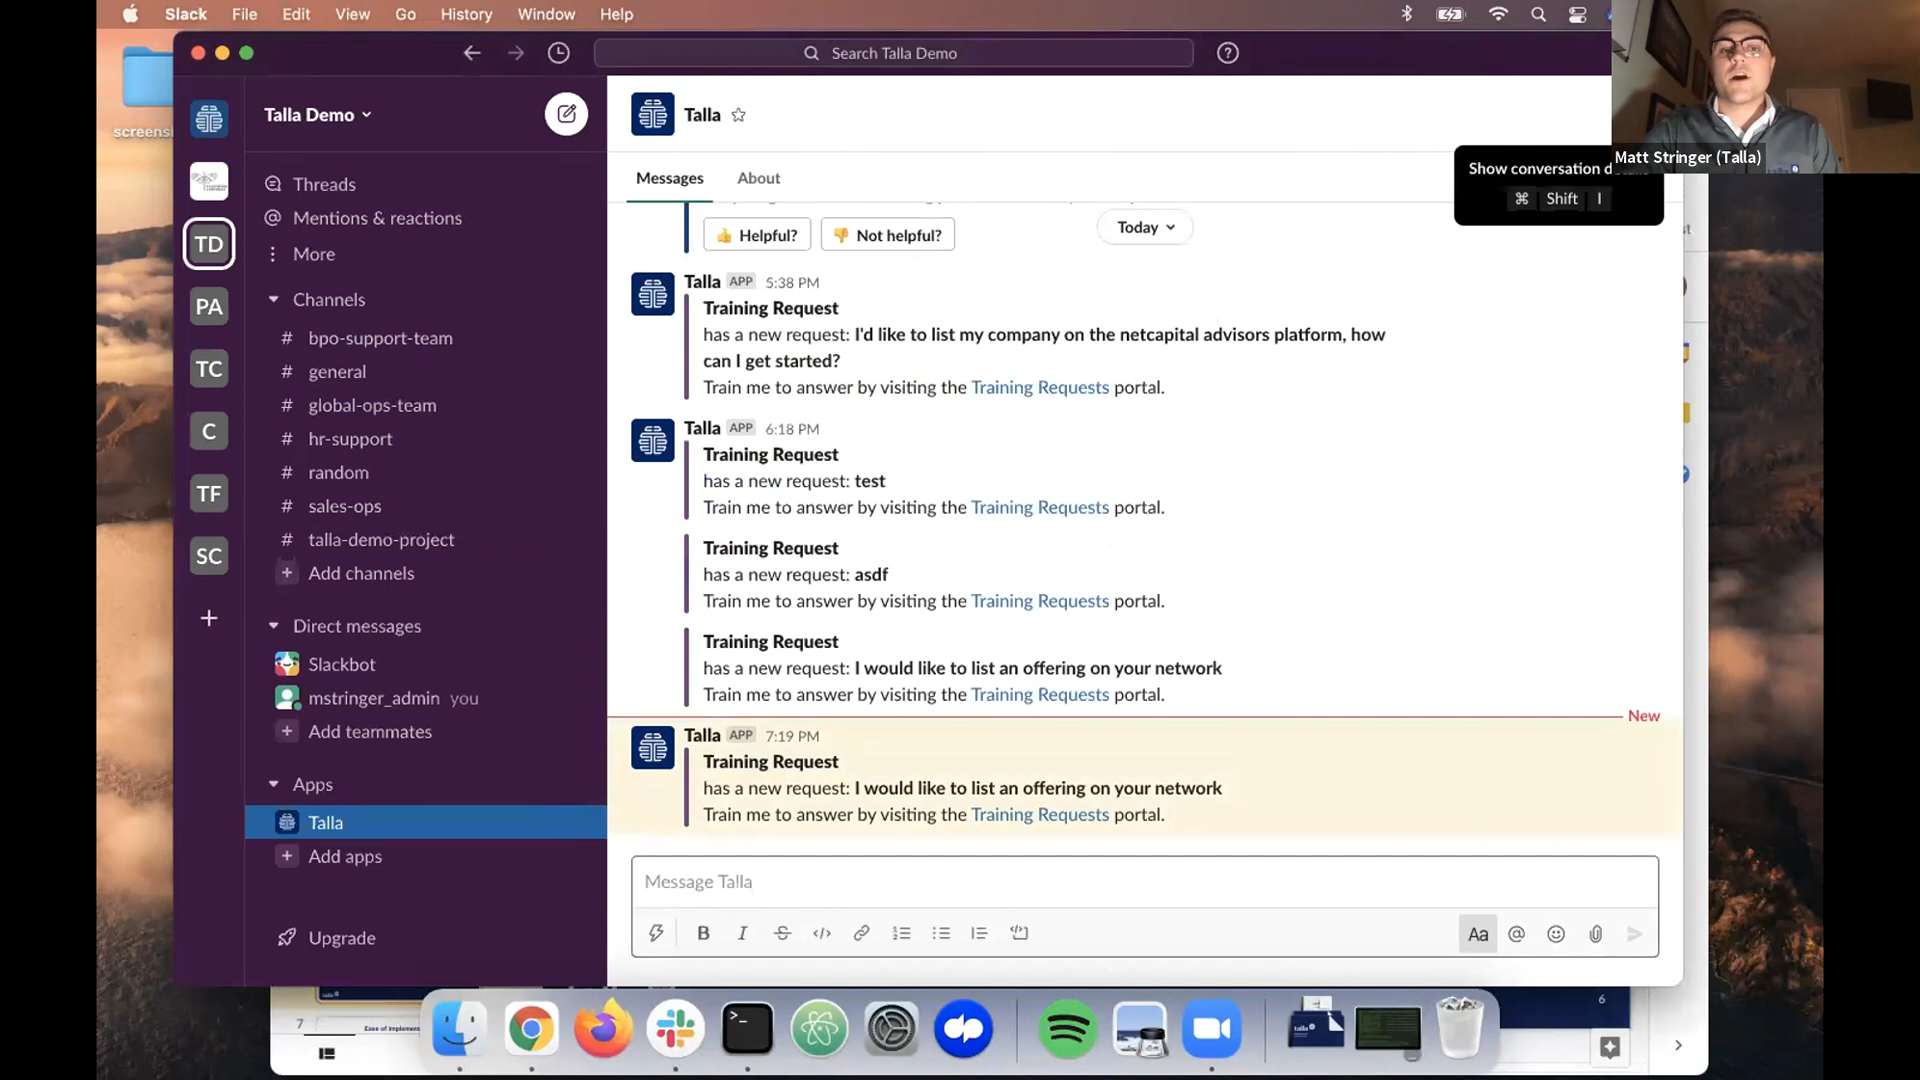 Slack File Edit View Go History Window Help
Search Talla Demo
Matt Stringer (Talla)
Talla Demo
Talla
Show conversation d
⌘ Shift I
Threads
Mentions & reactions
More
Channels
# bpo-support-team
# general
# global-ops-team
# hr-support
# random
# sales-ops
# talla-demo-project
+ Add channels
Direct messages
Slackbot
mstringer_admin you
+ Add teammates
Apps
Talla
+ Add apps
Upgrade
TD
PA
TC
C
TF
SC
+
Messages About
Helpful? Not helpful?
Today
Talla APP 5:38 PM
Training Request
has a new request: I'd like to list my company on the netcapital advisors platform, how
can I get started?
Train me to answer by visiting the Training Requests portal.
Talla APP 6:18 PM
Training Request
has a new request: test
Train me to answer by visiting the Training Requests portal.
Training Request
has a new request: asdf
Train me to answer by visiting the Training Requests portal.
Training Request
has a new request: I would like to list an offering on your network
Train me to answer by visiting the Training Requests portal.
New
Talla APP 7:19 PM
Training Request
has a new request: I would like to list an offering on your network
Train me to answer by visiting the Training Requests portal.
Message Talla
B I S Aa @
7
Ease of Implemen
6